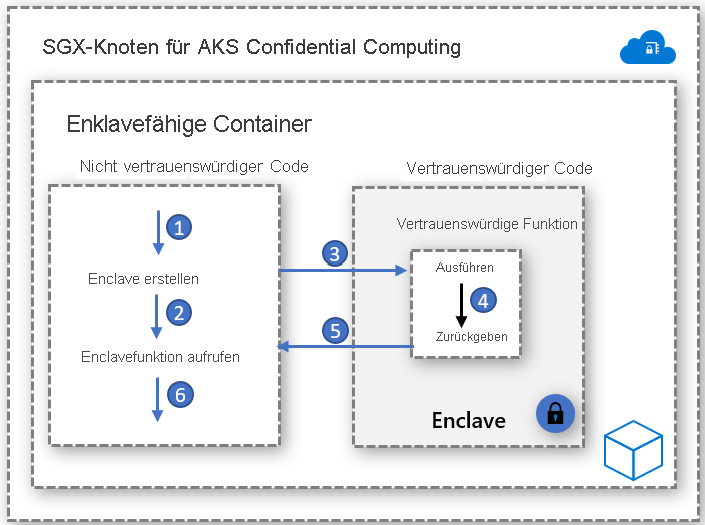 SGX-Knoten für AKS Confidential Computing
Enklavefähige Container
Nicht vertrauenswürdiger Code
Vertrauenswürdiger Code
Vertrauenswürdige Funktion
1
3
Ausführen
Enclave erstellen
4
2
5
Zurückgeben
Enclavefunktion aufrufen
6
Enclave